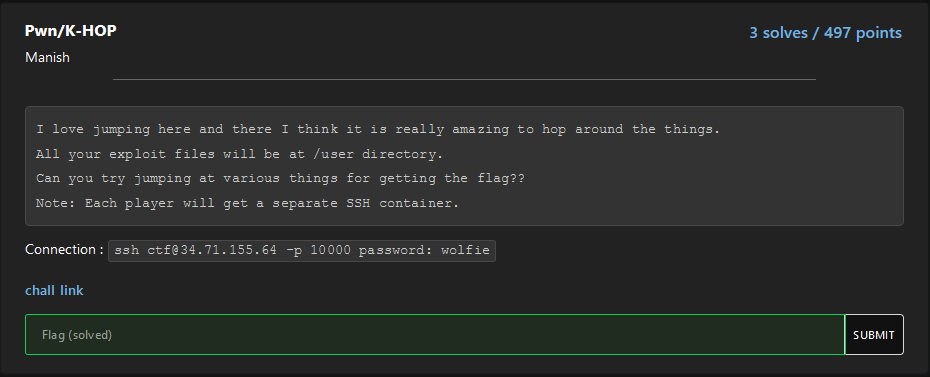 Pwn/K-HOP
3 solves / 497 points
Manish
I love jumping here and there I think it is really amazing to hop around the things.
All your exploit files will be at /user directory.
Can you try jumping at various things for getting the flag??
Note: Each player will get a separate SSH container.
Connection : ssh ctf@34.71.155.64 -p 10000 password: wolfie
chall link
Flag (solved)
SUBMIT